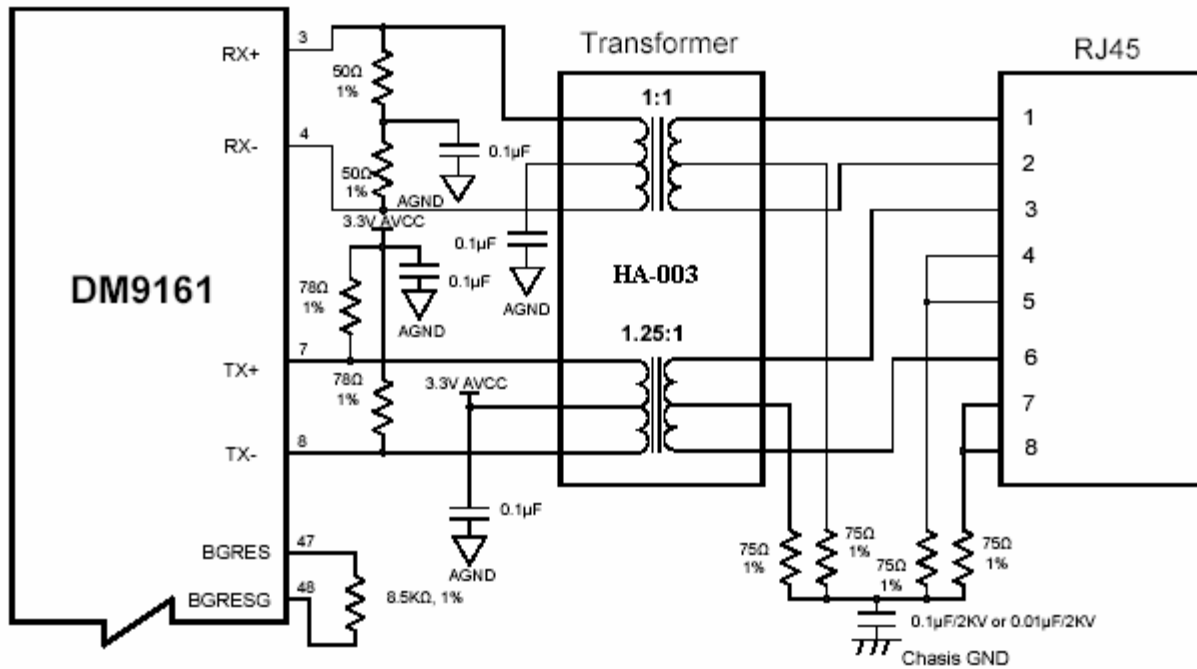 DM9161
RX+
3
RX-
4
50Ω
1%
50Ω
1%
0.1µF
AGND
3.3V AVCC
0.1µF
AGND
78Ω
1%
TX+
7
78Ω
1%
TX-
8
BGRES
47
BGRESG
48
8.5KΩ, 1%
0.1µF
AGND
3.3V AVCC
0.1µF
AGND
Transformer
1:1
HA-003
1.25:1
RJ45
1
2
3
4
5
6
7
8
75Ω
1%
75Ω
1%
75Ω
1%
75Ω
1%
0.1µF/2KV or 0.01µF/2KV
Chasis GND